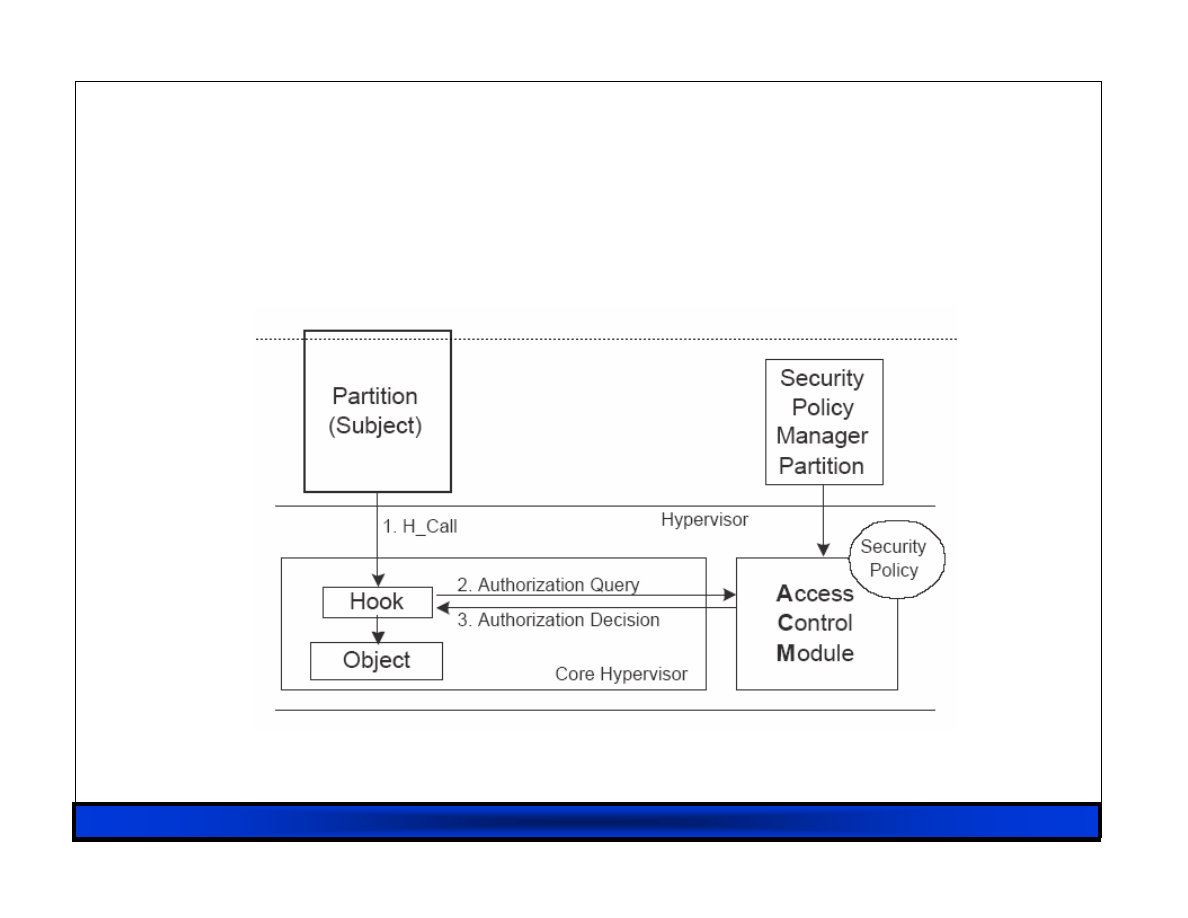 Partition
(Subject)
Security
Policy
Manager
Partition
1. H_Call
Hypervisor
Security
Policy
Hook
2. Authorization Query
3. Authorization Decision
Object
Core Hypervisor
Access
Control
Module